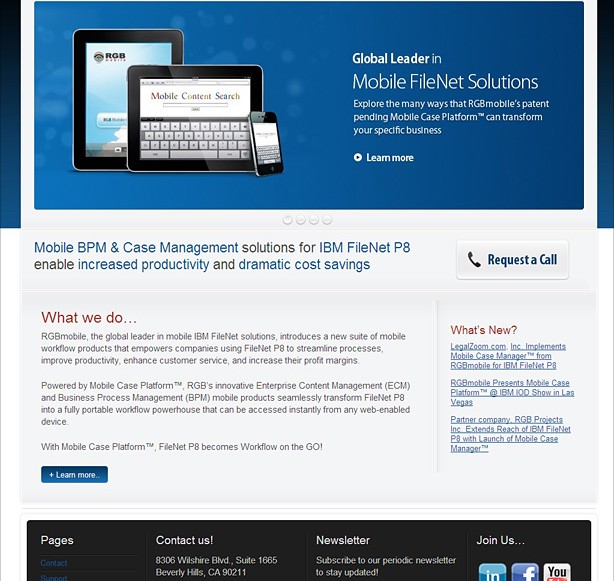 RGB
MOBILE
Mobile Content Search
Global Leader in
Mobile FileNet Solutions
Explore the many ways that RGBmobile's patent
pending Mobile Case Platform™ can transform
your specific business
Learn more
Mobile BPM & Case Management solutions for IBM FileNet P8
enable increased productivity and dramatic cost savings
Request a Call
What we do…
RGBmobile, the global leader in mobile IBM FileNet solutions, introduces a new suite of mobile
workflow products that empowers companies using FileNet P8 to streamline processes,
improve productivity, enhance customer service, and increase their profit margins.
Powered by Mobile Case Platform™, RGB's innovative Enterprise Content Management (ECM)
and Business Process Management (BPM) mobile products seamlessly transform FileNet P8
into a fully portable workflow powerhouse that can be accessed instantly from any web-enabled
device.
With Mobile Case Platform™, FileNet P8 becomes Workflow on the GO!
+ Learn more..
What's New?
LegalZoom.com, Inc. Implements
Mobile Case Manager™ from
RGBmobile for IBM FileNet P8
RGBmobile Presents Mobile Case
Platform™ @ IBM IOD Show in Las
Vegas
Partner company, RGB Projects
Inc. Extends Reach of IBM FileNet
P8 with Launch of Mobile Case
Manager™
Pages
Contact
Support
Contact us!
8306 Wilshire Blvd., Suite 1665
Beverly Hills, CA 90211
Newsletter
Subscribe to our periodic newsletter
to stay updated!
Join Us…
in
f
You